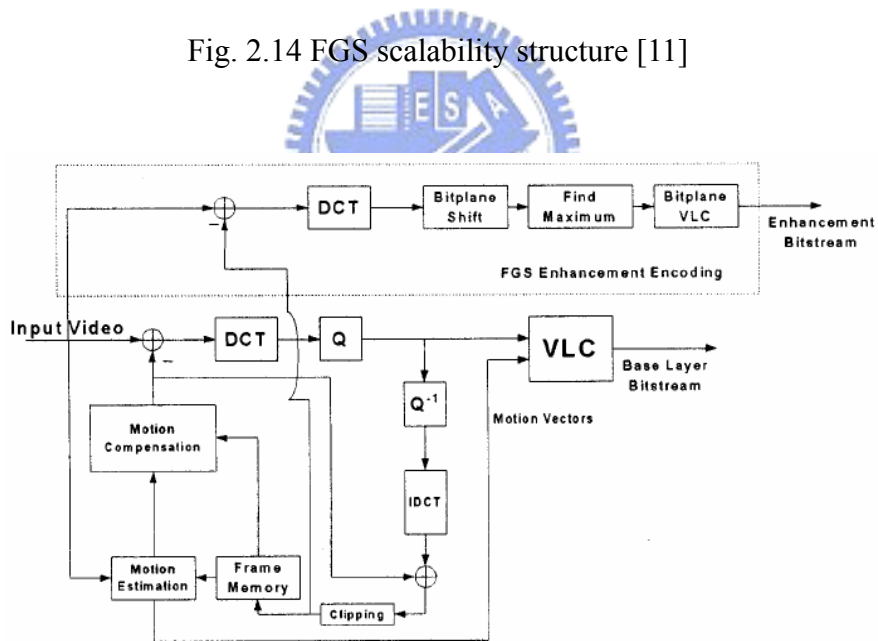 Fig. 2.14 FGS scalability structure [11]
E S A
DCT
Bitplane
Shift
Find
Maximum
Bitplane
VLC
Enhancement
Bitstream
FGS Enhancement Encoding
Input Video
DCT
Q
VLC
Base Layer
Bitstream
Q-1
Motion Vectors
Motion
Compensation
IDCT
Motion
Estimation
Frame
Memory
Clipping